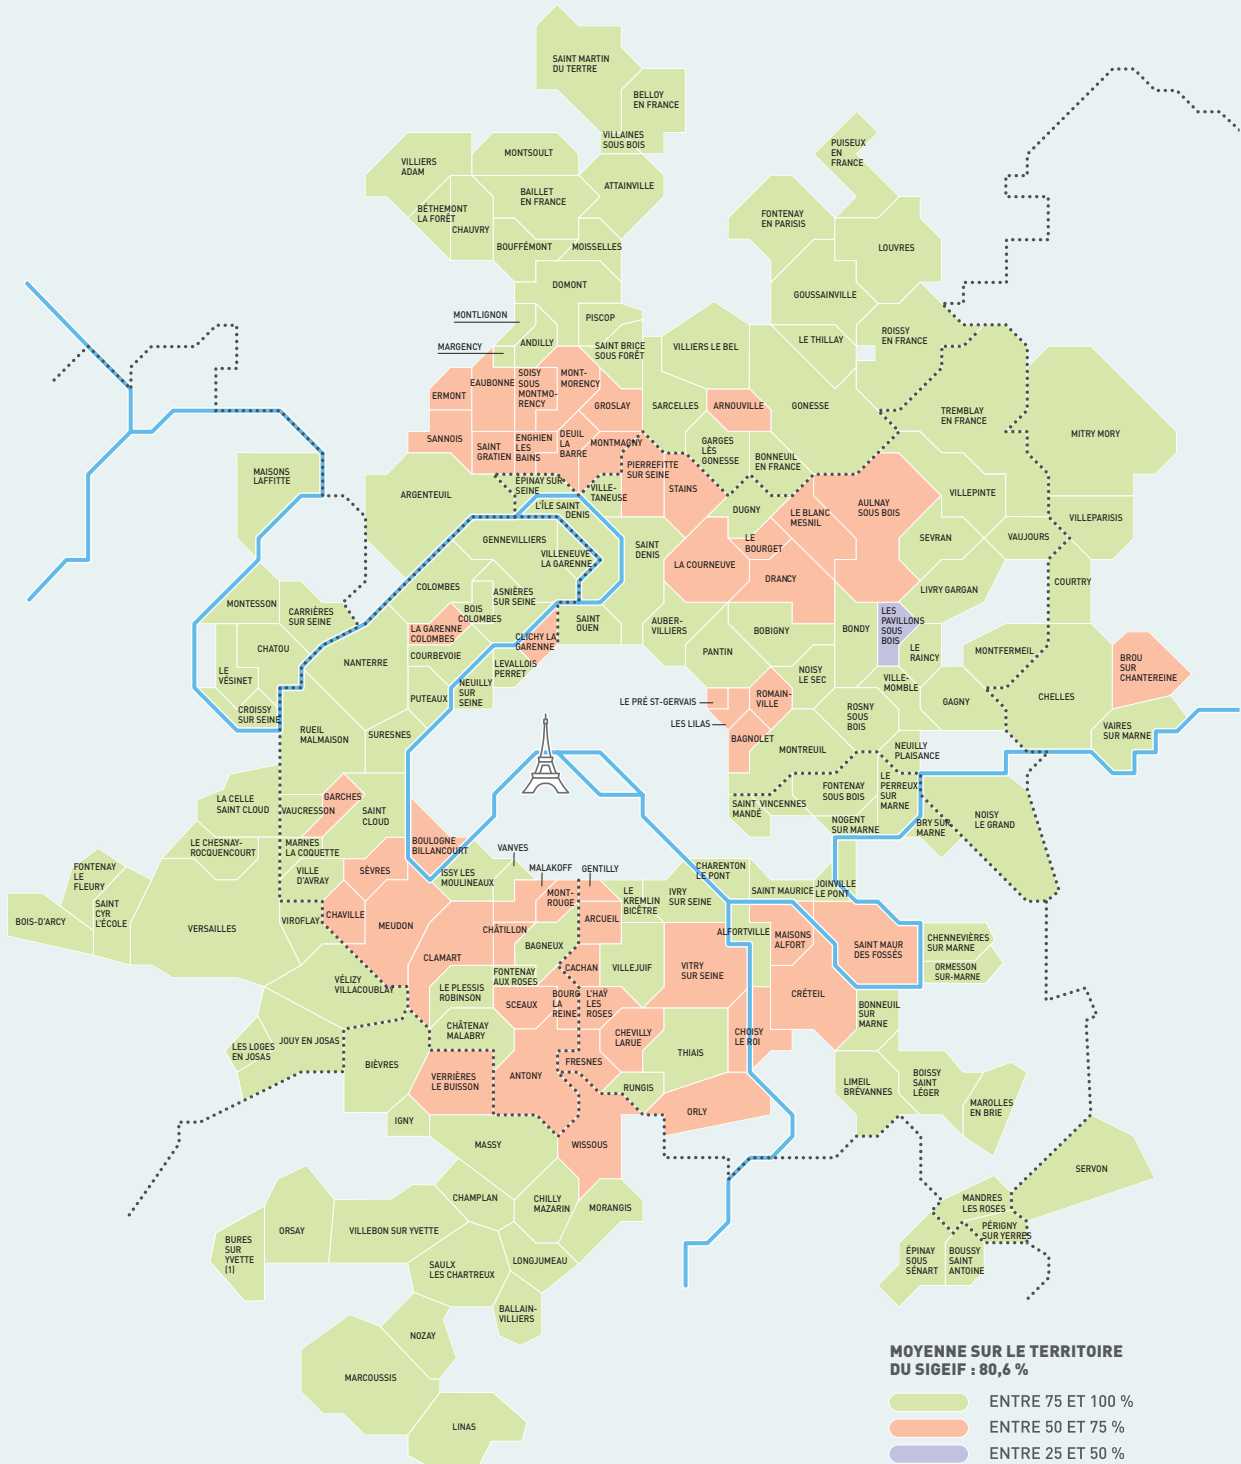 SAINT MARTIN
DU TERTRE
BELLOY
EN FRANCE
VILLAINES
SOUS BOIS
PUISEUX
EN
FRANCE
MONTSOULT
VILLIERS
ADAM
ATTAINVILLE
BAILLET
EN FRANCE
BÉTHEMONT
LA FORÊT
CHAUVRY
FONTENAY
EN PARISIS
BOUFFÉMONT
MOISSELLES
LOUVRES
DOMONT
GOUSSAINVILLE
MONTLIGNON
PISCOP
ANDILLY
MARGENCY
SAINT BRICE
SOUS FORÊT
VILLIERS LE BEL
LE THILLAY
ROISSY
EN FRANCE
EAUBONNE
SOISY
SOUS
MONTMO-
RENCY
MONT-
MORENCY
ERMONT
GROSLAY
SARCELLES
ARNOUVILLE
GONESSE
TREMBLAY
EN FRANCE
MITRY MORY
SANNOIS
SAINT
GRATIEN
ENGHIEN
LES
BAINS
DEUIL
LA
BARRE
MONTMAGNY
GARGES
LÈS
GONESSE
BONNEUIL
EN FRANCE
PIERREFITTE
SUR SEINE
MAISONS
LAFFITTE
ARGENTEUIL
ÉPINAY SUR
SEINE
VILLE-
TANEUSE
STAINS
VILLEPINTE
L'ÎLE SAINT
DENIS
DUGNY
LE BLANC
MESNIL
AULNAY
SOUS BOIS
VILLEPARISIS
GENNEVILLIERS
VILLENEUVE
LA GARENNE
SAINT
DENIS
LE
BOURGET
SEVRAN
VAUJOURS
LA COURNEUVE
DRANCY
COURTRY
COLOMBES
ASNIÈRES
SUR SEINE
LIVRY GARGAN
MONTESSON
CARRIÈRES
SUR SEINE
BOIS
COLOMBES
LA GARENNE
COLOMBES
CLICHY LA
GARENNE
SAINT
OUEN
AUBER-
VILLIERS
BOBIGNY
BONDY
LES
PAVILLONS
SOUS
BOIS
CHATOU
NANTERRE
COURBEVOIE
LEVALLOIS
PERRET
PANTIN
LE
RAINCY
MONTFERMEIL
BROU
SUR
CHANTEREINE
LE
VÉSINET
NEUILLY
SUR
SEINE
NOISY
LE SEC
VILLE-
MOMBLE
PUTEAUX
LE PRÉ ST-GERVAIS
ROMAIN-
VILLE
GAGNY
CHELLES
CROISSY
SUR SEINE
ROSNY
SOUS
BOIS
LES LILAS
VAIRES
SUR MARNE
RUEIL
MALMAISON
SURESNES
BAGNOLET
MONTREUIL
NEUILLY
PLAISANCE
LA CELLE
SAINT CLOUD
GARCHES
FONTENAY
SOUS BOIS
LE
PERREUX
SUR
MARNE
VAUCRESSON
SAINT
CLOUD
SAINT
MANDÉ
VINCENNES
NOISY
LE GRAND
NOGENT
SUR MARNE
BRY SUR
MARNE
LE CHESNAY-
ROCQUENCOURT
MARNES
LA COQUETTE
BOULOGNE
BILLANCOURT
VANVES
FONTENAY
LE
FLEURY
VILLE
D'AVRAY
SÈVRES
ISSY LES
MOULINEAUX
MALAKOFF
GENTILLY
CHARENTON
LE PONT
SAINT MAURICE
JOINVILLE
LE PONT
MONT-
ROUGE
LE
KREMLIN
BICÊTRE
IVRY
SUR SEINE
BOIS-D'ARCY
SAINT
CYR
L'ÉCOLE
VERSAILLES
VIROFLAY
CHAVILLE
MEUDON
CHÂTILLON
ARCUEIL
ALFORTVILLE
MAISONS
ALFORT
SAINT MAUR
DES FOSSÉS
CHENNEVIÈRES
SUR MARNE
CLAMART
BAGNEUX
ORMESSON
SUR-MARNE
VÉLIZY
VILLACOUBLAY
FONTENAY
AUX ROSES
CACHAN
VILLEJUIF
VITRY
SUR SEINE
LE PLESSIS
ROBINSON
CRÉTEIL
SCEAUX
BOURG
LA
REINE
L'HAŸ
LES
ROSES
BONNEUIL
SUR
MARNE
CHÂTENAY
MALABRY
CHEVILLY
LARUE
CHOISY
LE ROI
JOUY EN JOSAS
LES LOGES
EN JOSAS
THIAIS
BIÈVRES
FRESNES
VERRIÈRES
LE BUISSON
ANTONY
RUNGIS
LIMEIL
BRÉVANNES
BOISSY
SAINT
LÉGER
MAROLLES
EN BRIE
ORLY
IGNY
MASSY
WISSOUS
SERVON
CHAMPLAN
CHILLY
MAZARIN
MORANGIS
MANDRES
LES ROSES
ORSAY
VILLEBON SUR YVETTE
PÉRIGNY
SUR YERRES
BURES
SUR
YVETTE
(1)
ÉPINAY
SOUS
SÉNART
BOUSSY
SAINT
ANTOINE
SAULX
LES CHARTREUX
LONGJUMEAU
BALLAIN-
VILLIERS
NOZAY
MARCOUSSIS
LINAS
MOYENNE SUR LE TERRITOIRE
DU SIGEIF : 80,6 %
ENTRE 75 ET 100 %
ENTRE 50 ET 75 %
ENTRE 25 ET 50 %